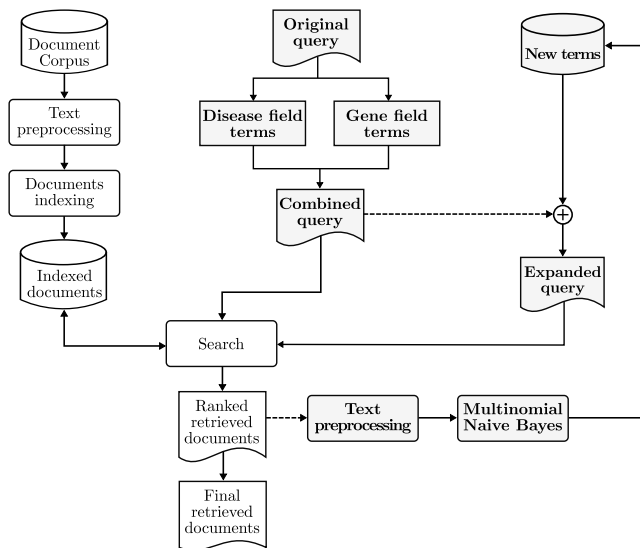 Document
Corpus
Original
query
New terms
Text
preprocessing
Disease field
terms
Gene field
terms
Documents
indexing
Combined
query
+
Indexed
documents
Expanded
query
Search
Ranked
retrieved
documents
Text
preprocessing
Multinomial
Naive Bayes
Final
retrieved
documents